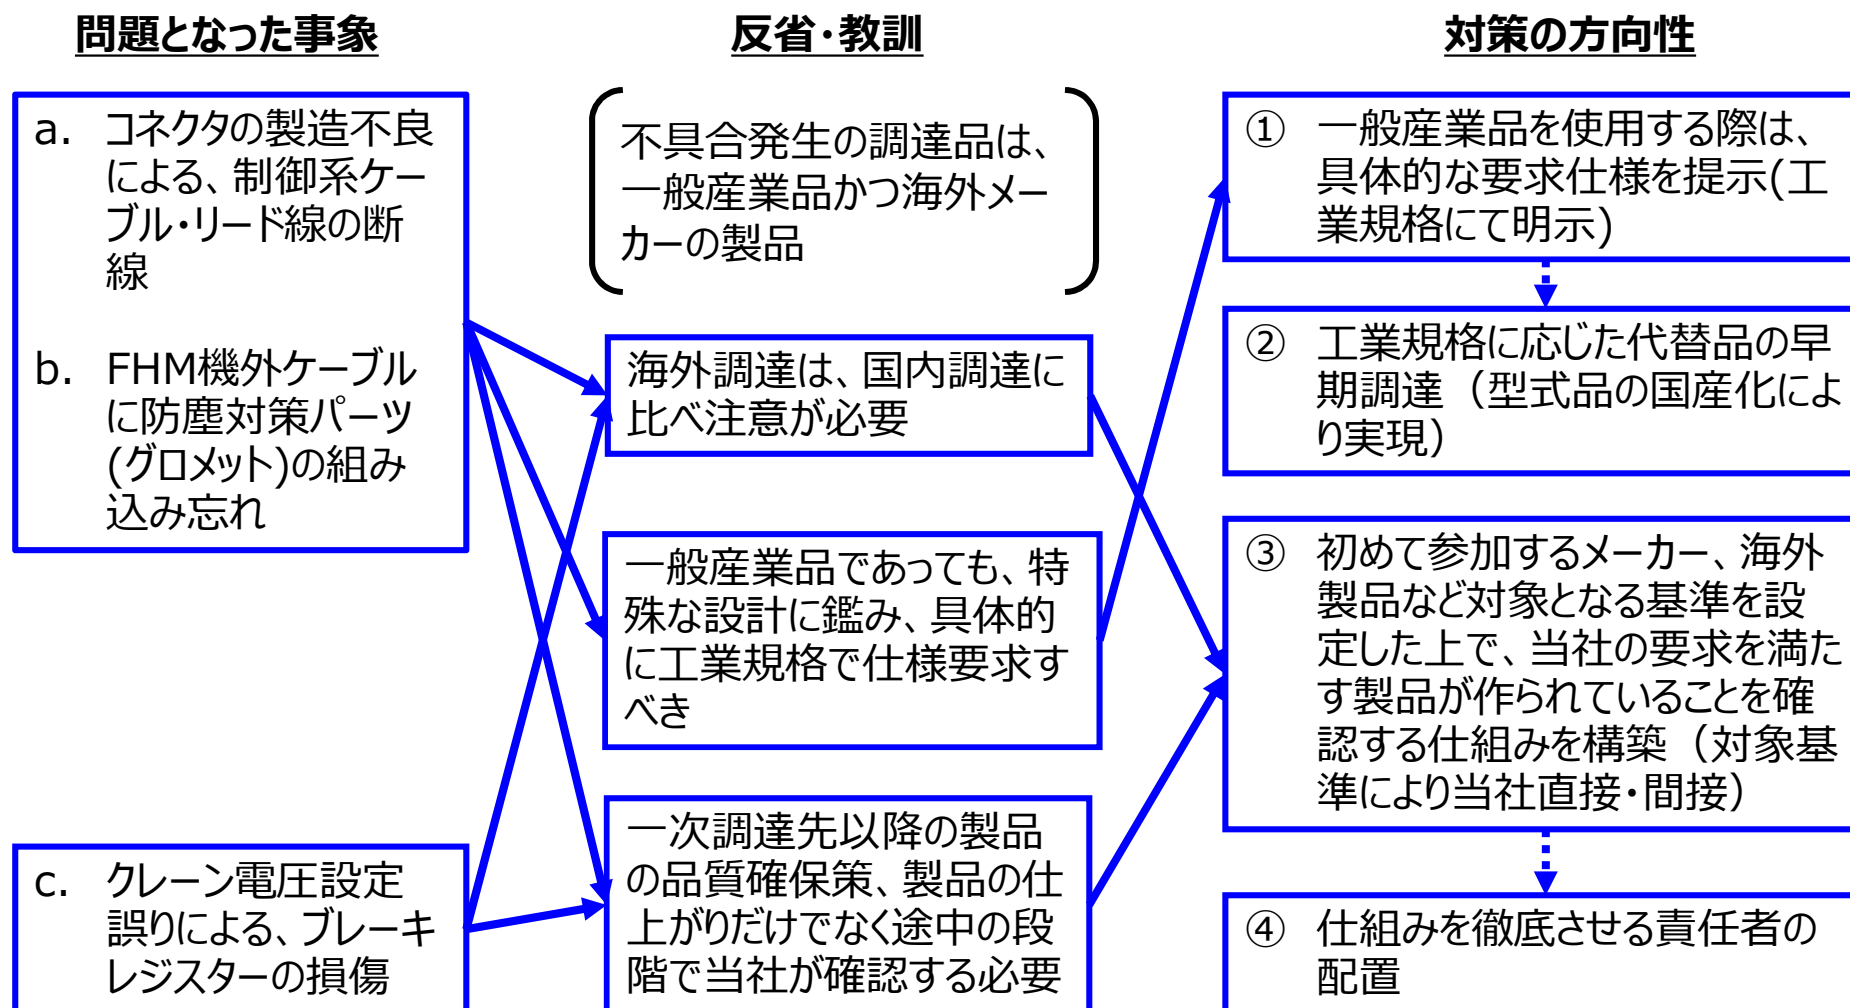 問題となった事象
反省・教訓
対策の方向性
a. コネクタの製造不良
による、制御系ケー
ブル・リード線の断
線
b. FHM機外ケーブル
に防塵対策パーツ
(グロメット)の組み
込み忘れ
c. クレーン電圧設定
誤りによる、ブレーキ
レジスターの損傷
不具合発生の調達品は、
一般産業品かつ海外メー
カーの製品
海外調達は、国内調達に
比べ注意が必要
一般産業品であっても、特
殊な設計に鑑み、具体的
に工業規格で仕様要求す
べき
一次調達先以降の製品
の品質確保策、製品の仕
上がりだけでなく途中の段
階で当社が確認する必要
① 一般産業品を使用する際は、
具体的な要求仕様を提示(工
業規格にて明示)
② 工業規格に応じた代替品の早
期調達（型式品の国産化によ
り実現）
③ 初めて参加するメーカー、海外
製品など対象となる基準を設
定した上で、当社の要求を満た
す製品が作られていることを確
認する仕組みを構築（対象基
準により当社直接・間接）
④ 仕組みを徹底させる責任者の
配置